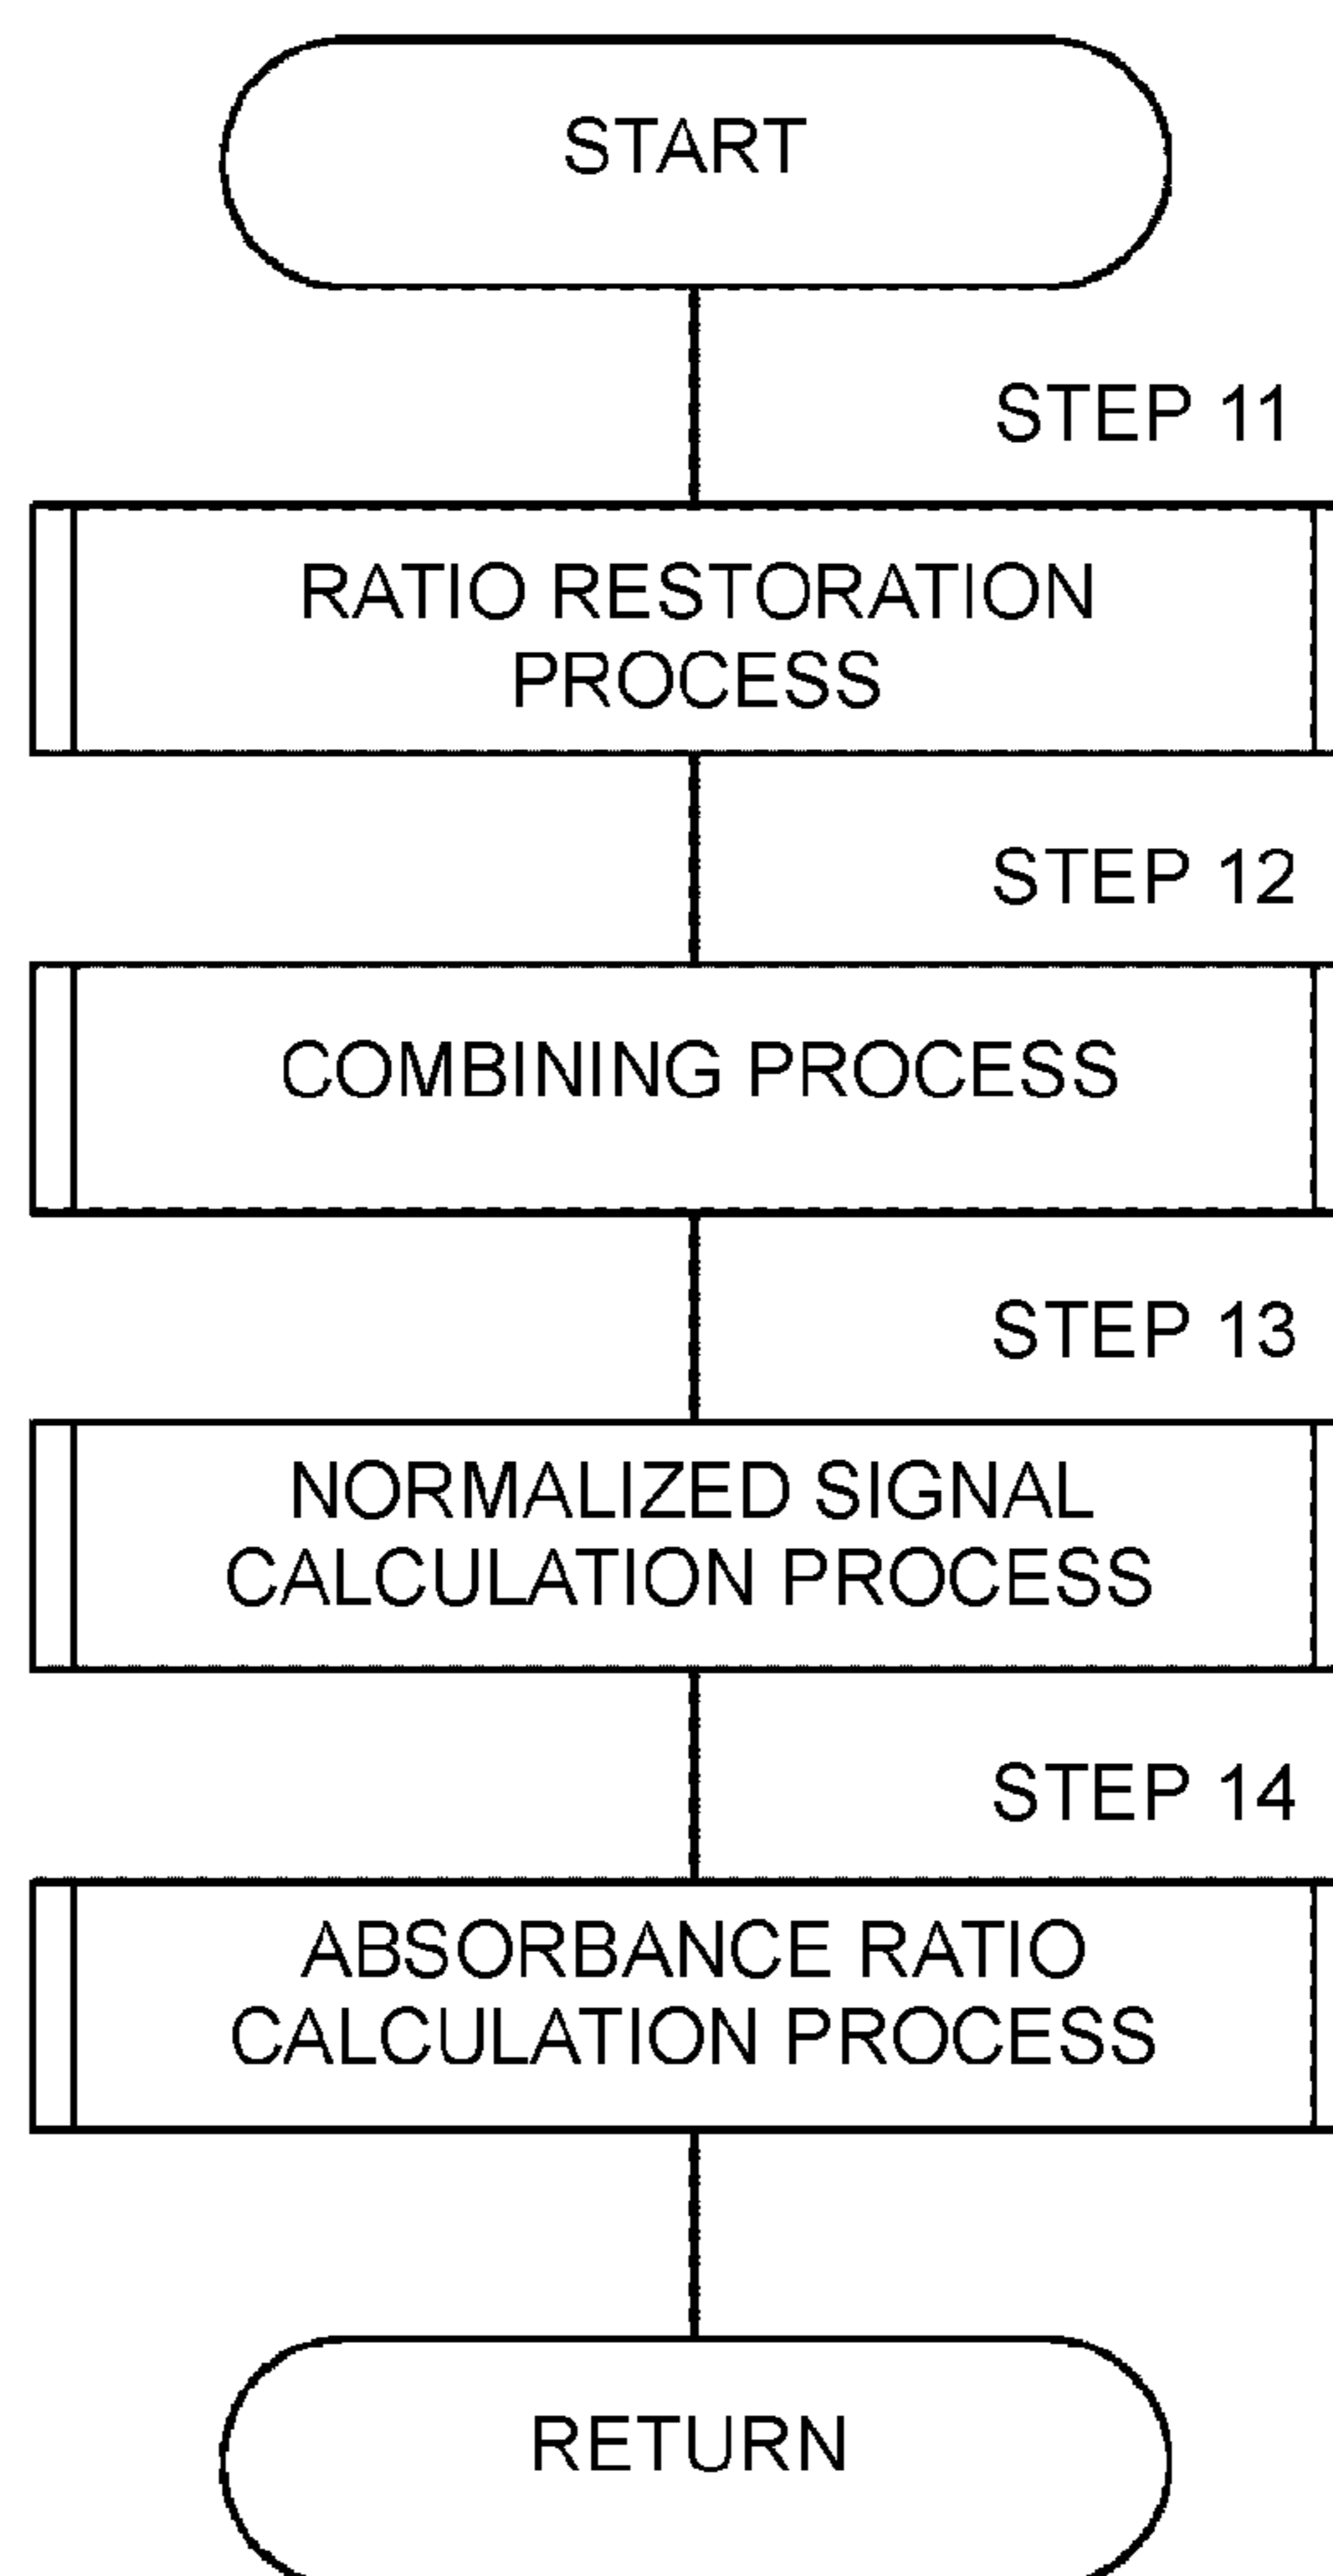 START
STEP 11
RATIO RESTORATION
PROCESS
STEP 12
COMBINING PROCESS
STEP 13
NORMALIZED SIGNAL
CALCULATION PROCESS
STEP 14
ABSORBANCE RATIO
CALCULATION PROCESS
RETURN